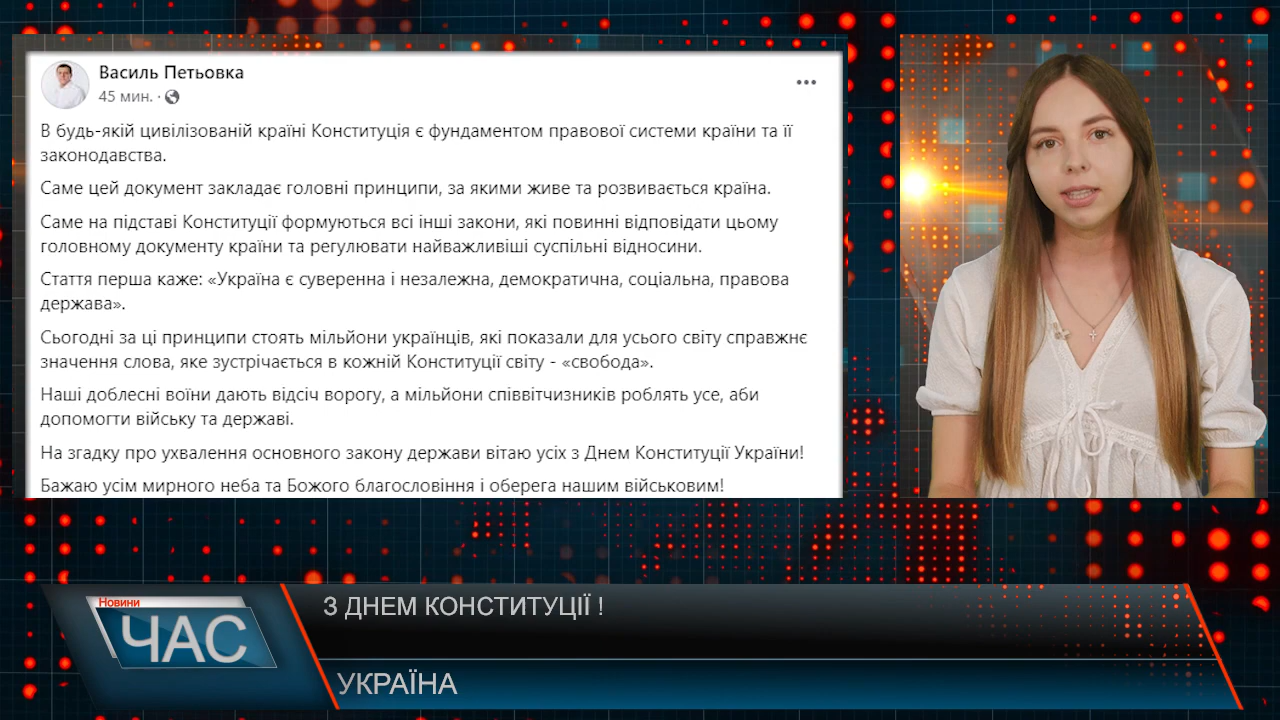 Василь Петьовка
45 мин.
В будь-якій цивілізованій країні Конституція є фундаментом правової системи країни та її
законодавства.
Саме цей документ закладає головні принципи, за якими живе та розвивається країна.
Саме на підставі Конституції формуються всі інші закони, які повинні відповідати цьому
головному документу країни та регулювати найважливіші суспільні відносини.
Стаття перша каже: «Україна є суверенна і незалежна, демократична, соціальна, правова
держава».
Сьогодні за ці принципи стоять мільйони українців, які показали для усього світу справжнє
значення слова, яке зустрічається в кожній Конституції світу - «свобода».
Наші доблесні воїни дають відсіч ворогу, а мільйони співвітчизників роблять усе, аби
допомогти війську та державі.
На згадку про ухвалення основного закону держави вітаю усіх з Днем Конституції України!
Бажаю усім мирного неба та Божого благословіння і оберега нашим військовим!
Новини
ЧАС
З ДНЕМ КОНСТИТУЦІЇ !
УКРАЇНА